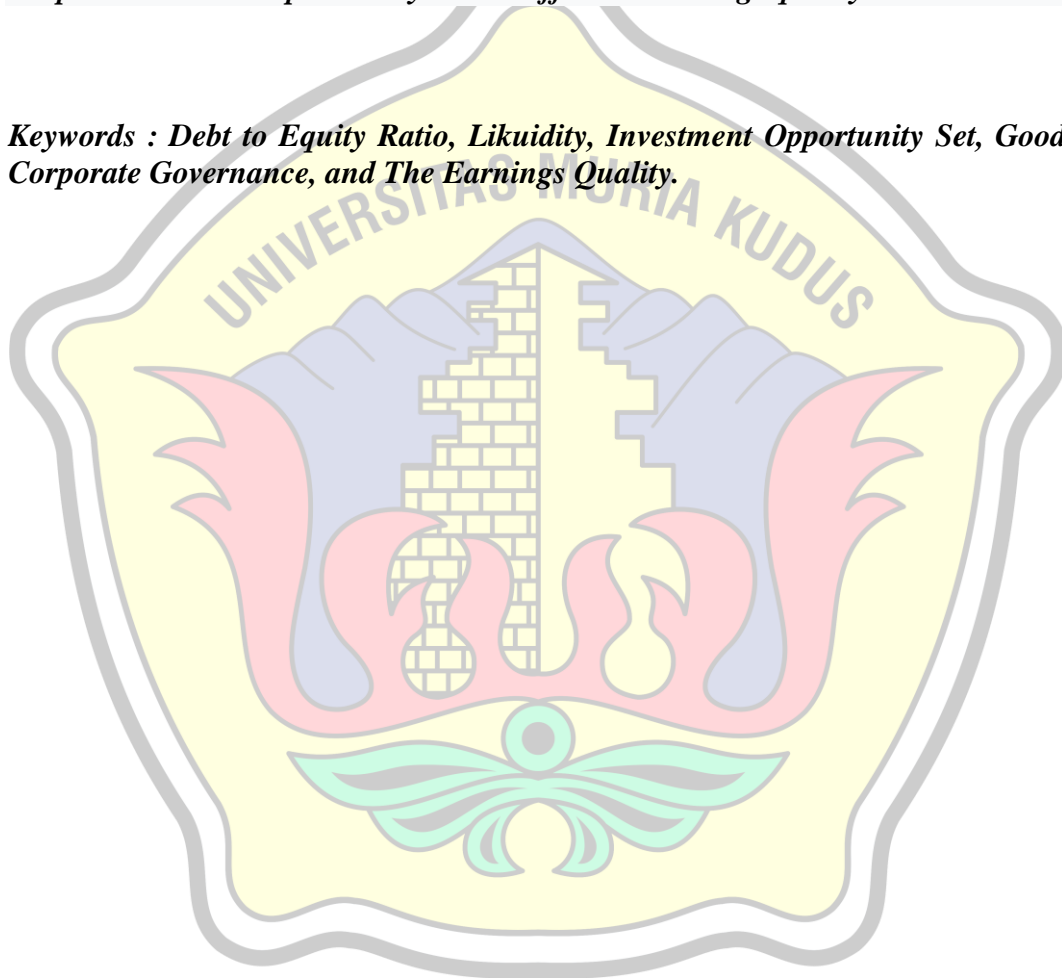 Keywords : Debt to Equity Ratio, Likuidity, Investment Opportunity Set, Good
Corporate Governance, and The Earnings Quality.
UNIVERSITAS MURIA KUDUS